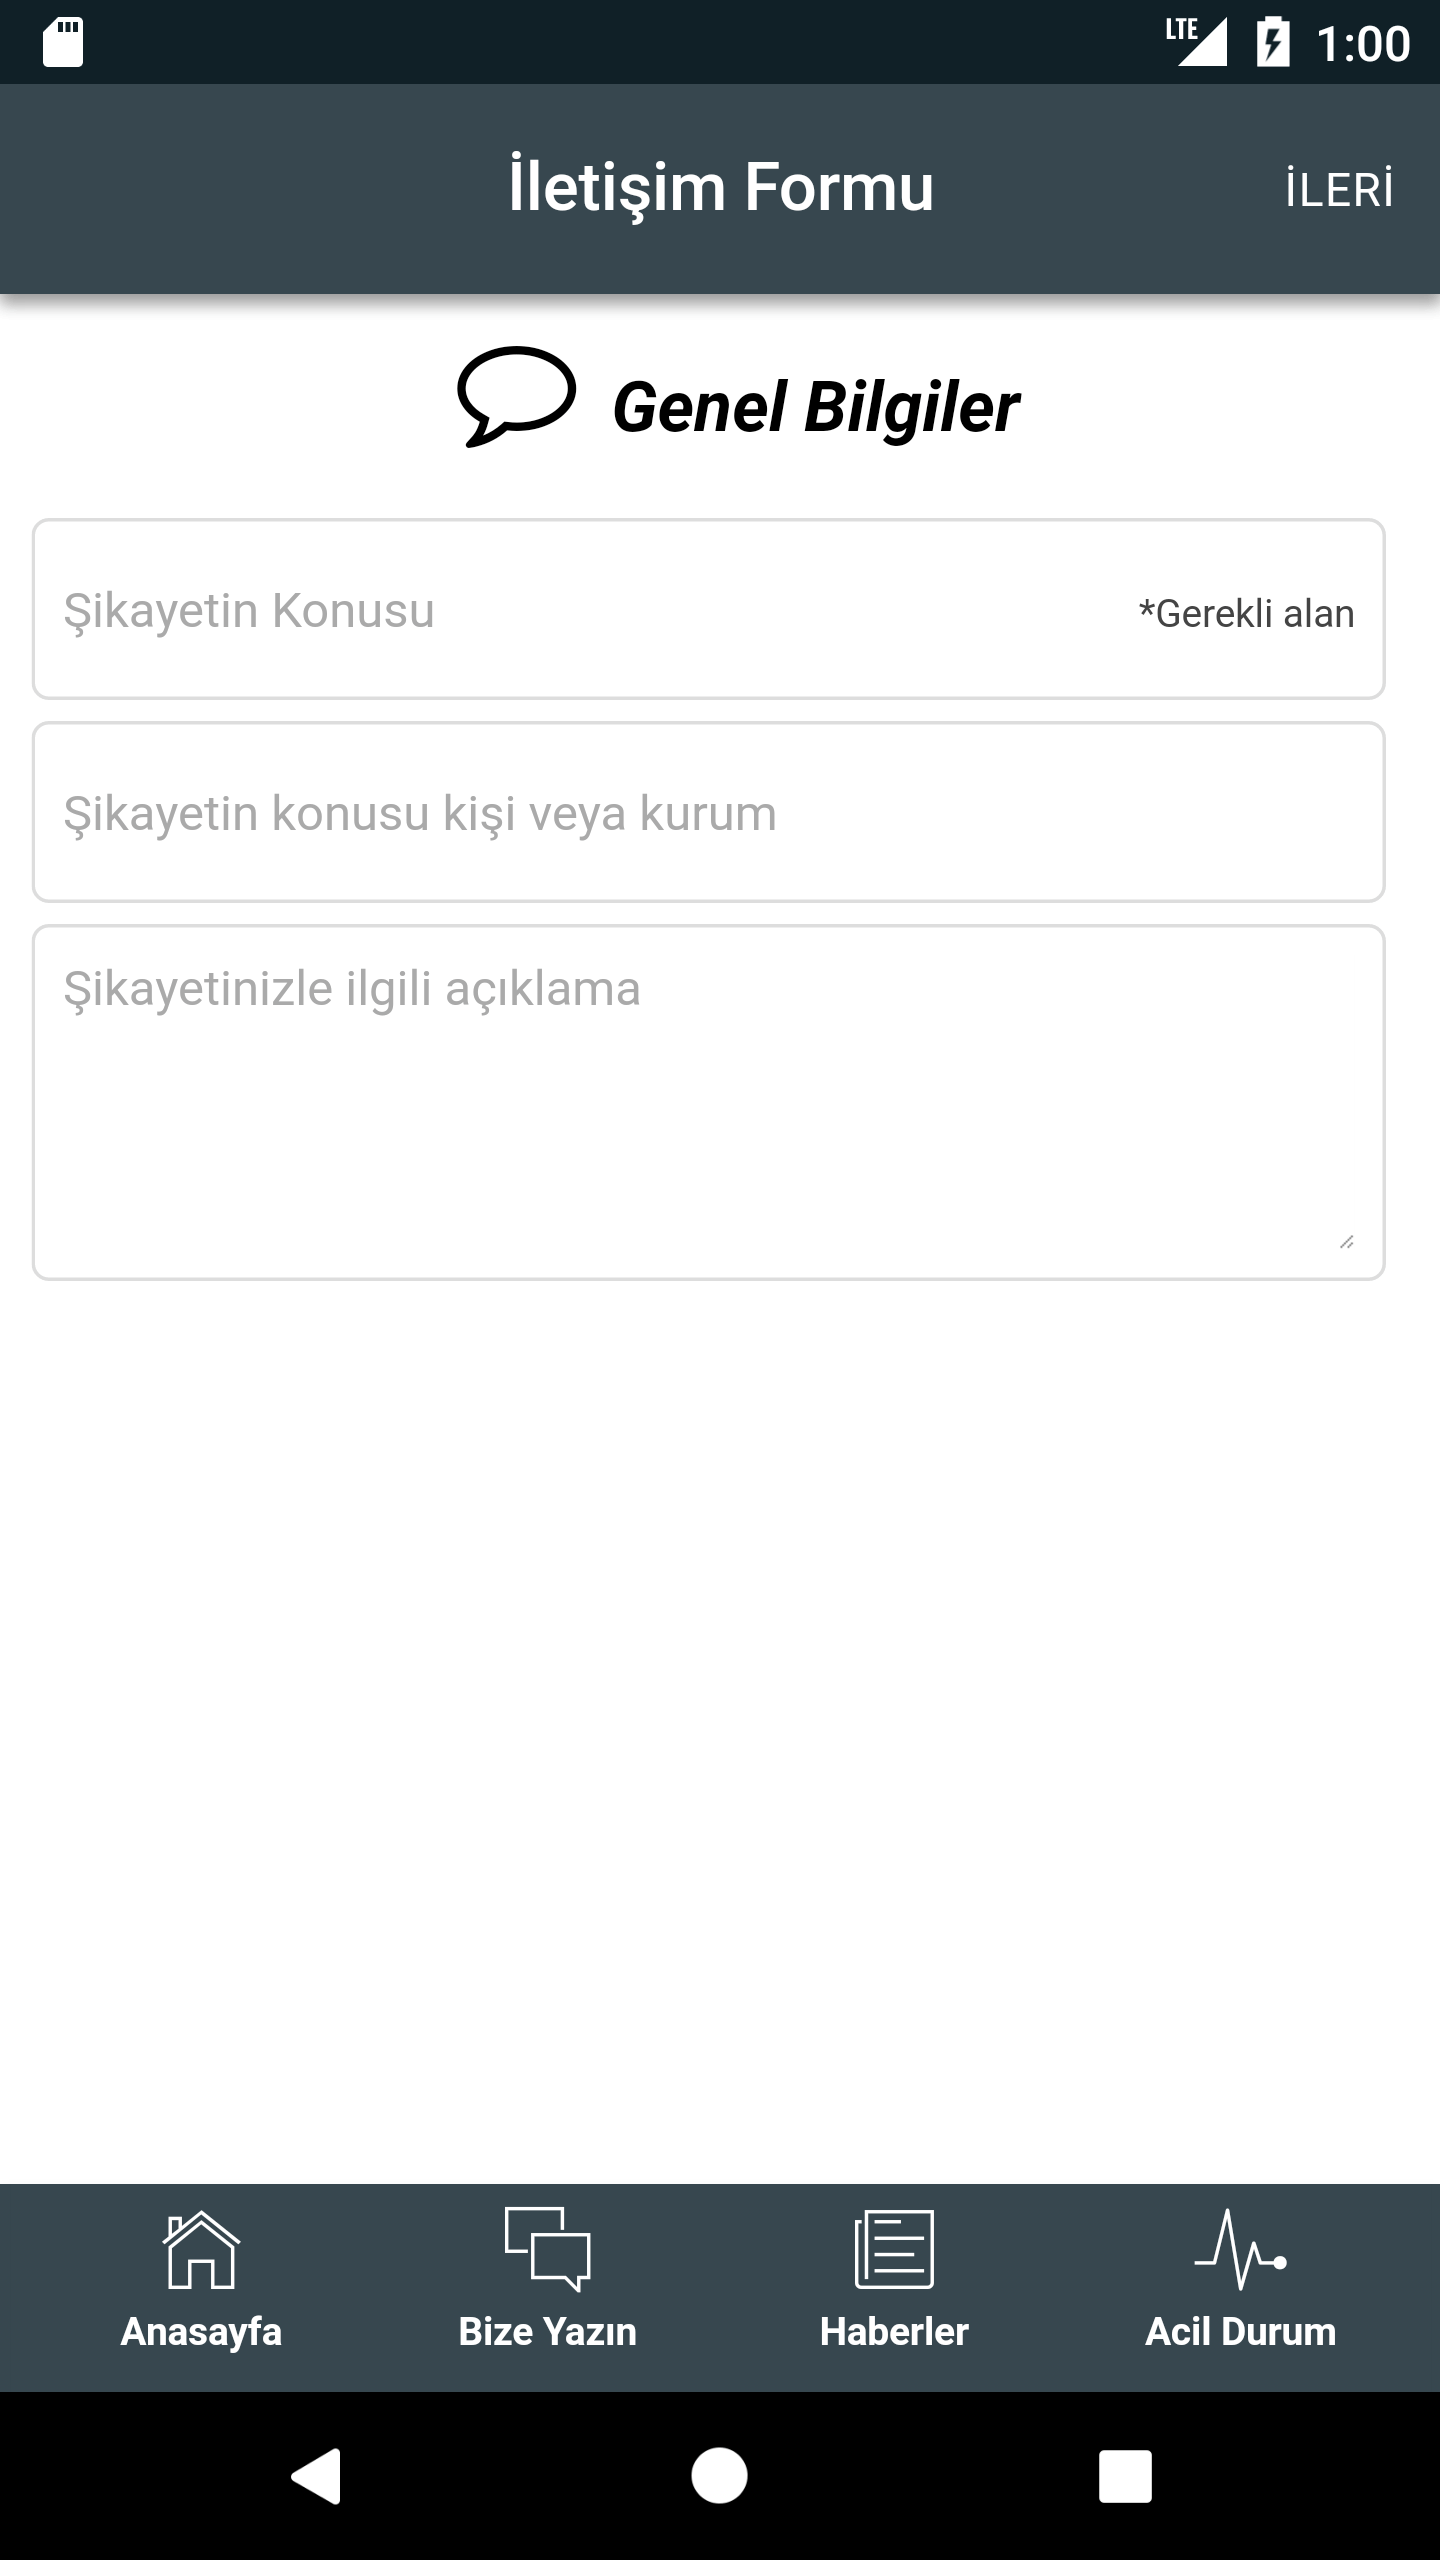 LTE 1:00
İletişim Formu
İLERİ
Genel Bilgiler
Şikayetin Konusu
*Gerekli alan
Şikayetin konusu kişi veya kurum
Şikayetinizle ilgili açıklama
Anasayfa
Bize Yazın
Haberler
Acil Durum